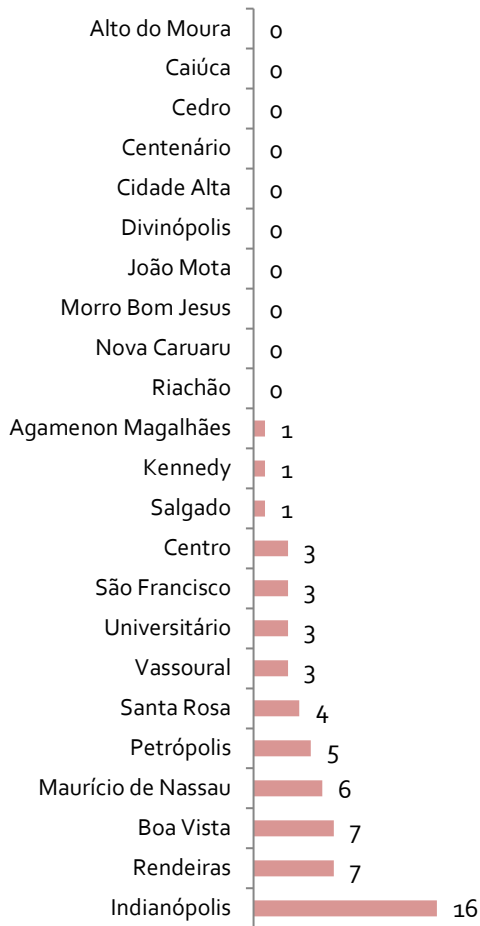 Alto do Moura 0
Caiúca 0
Cedro 0
Centenário 0
Cidade Alta 0
Divinópolis 0
João Mota 0
Morro Bom Jesus 0
Nova Caruaru 0
Riachão 0
Agamenon Magalhães 1
Kennedy 1
Salgado 1
Centro 3
São Francisco 3
Universitário 3
Vassoural 3
Santa Rosa 4
Petrópolis 5
Maurício de Nassau 6
Boa Vista 7
Rendeiras 7
Indianópolis 16